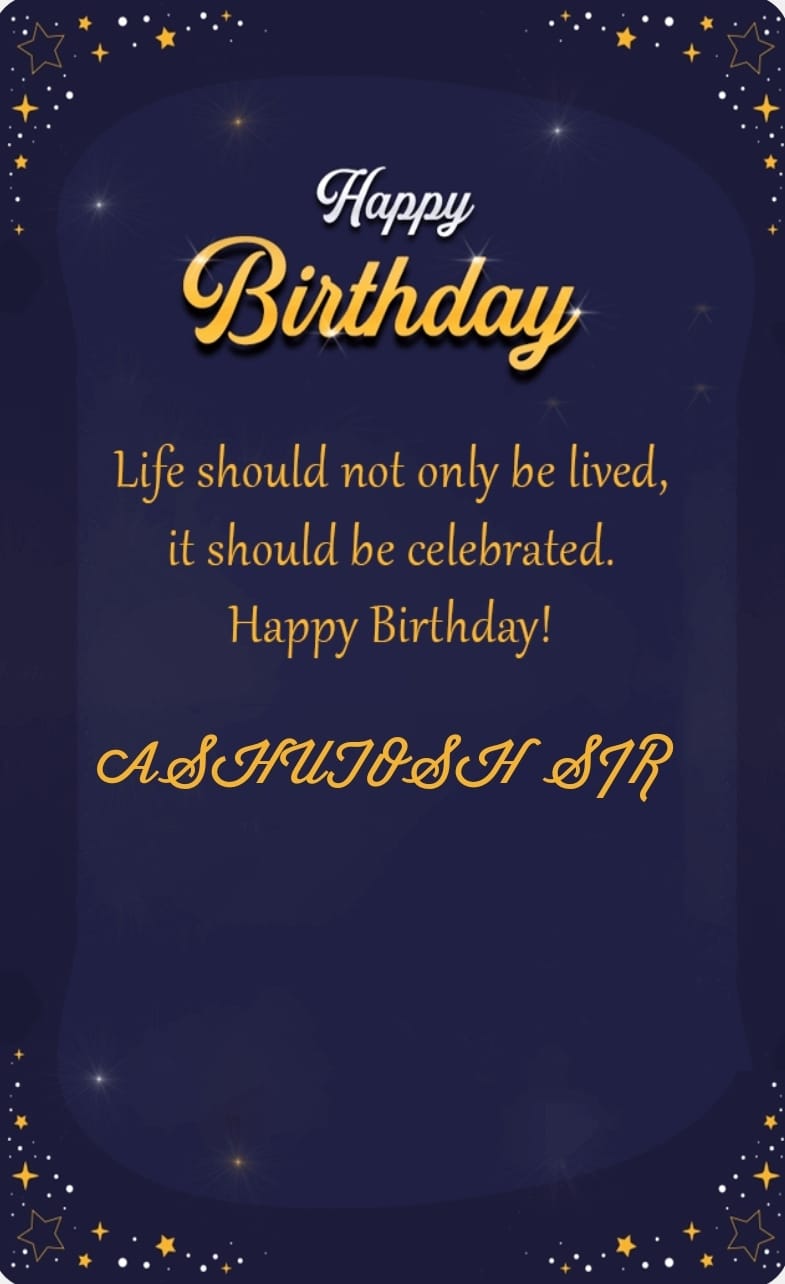 Happy
Birthday
Life should not only be lived,
it should be celebrated.
Happy Birthday!
ASHUTOSH SIR